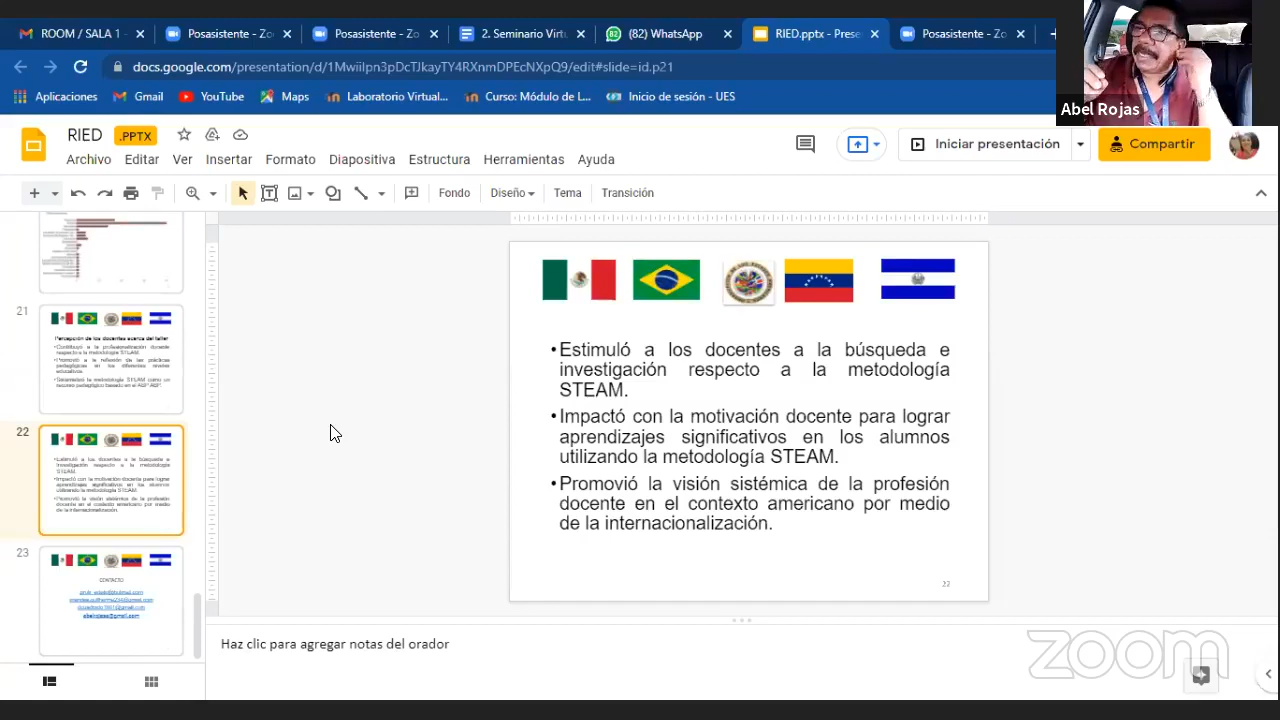 ROOM / SALA 1 -
Posasistente - Zo
Posasistente - Zo
2. Seminario Virtu
(82) WhatsApp
RIED.pptx - Prese
Posasistente - Zo
docs.google.com/presentation/d/1Mwiilpn3pDcTJkayTY4RXnmDPEcNXpQ9/edit#slide=id.p21
Aplicaciones
Gmail
YouTube
Maps
Laboratorio Virtual...
Curso: Módulo de L...
Inicio de sesión - UES
Abel Rojas
RIED .PPTX
Archivo Editar Ver Insertar Formato Diapositiva Estructura Herramientas Ayuda
Iniciar presentación
Compartir
Fondo Diseño Tema Transición
21
Percepción de los docentes acerca del taller
22
23
CONTACTO
• Estimuló a los docentes a la búsqueda e
investigación respecto a la metodología
STEAM.
• Impactó con la motivación docente para lograr
aprendizajes significativos en los alumnos
utilizando la metodología STEAM.
• Promovió la visión sistémica de la profesión
docente en el contexto americano por medio
de la internacionalización.
22
Haz clic para agregar notas del orador
zoom